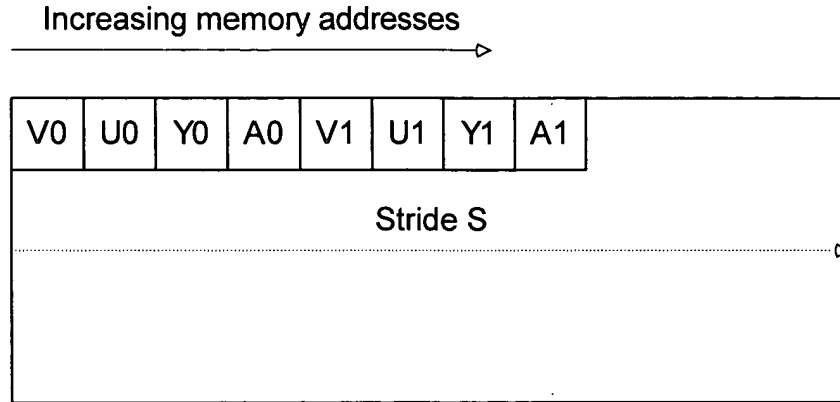 Increasing memory addresses
V0 U0 Y0 A0 V1 U1 Y1 A1
Stride S